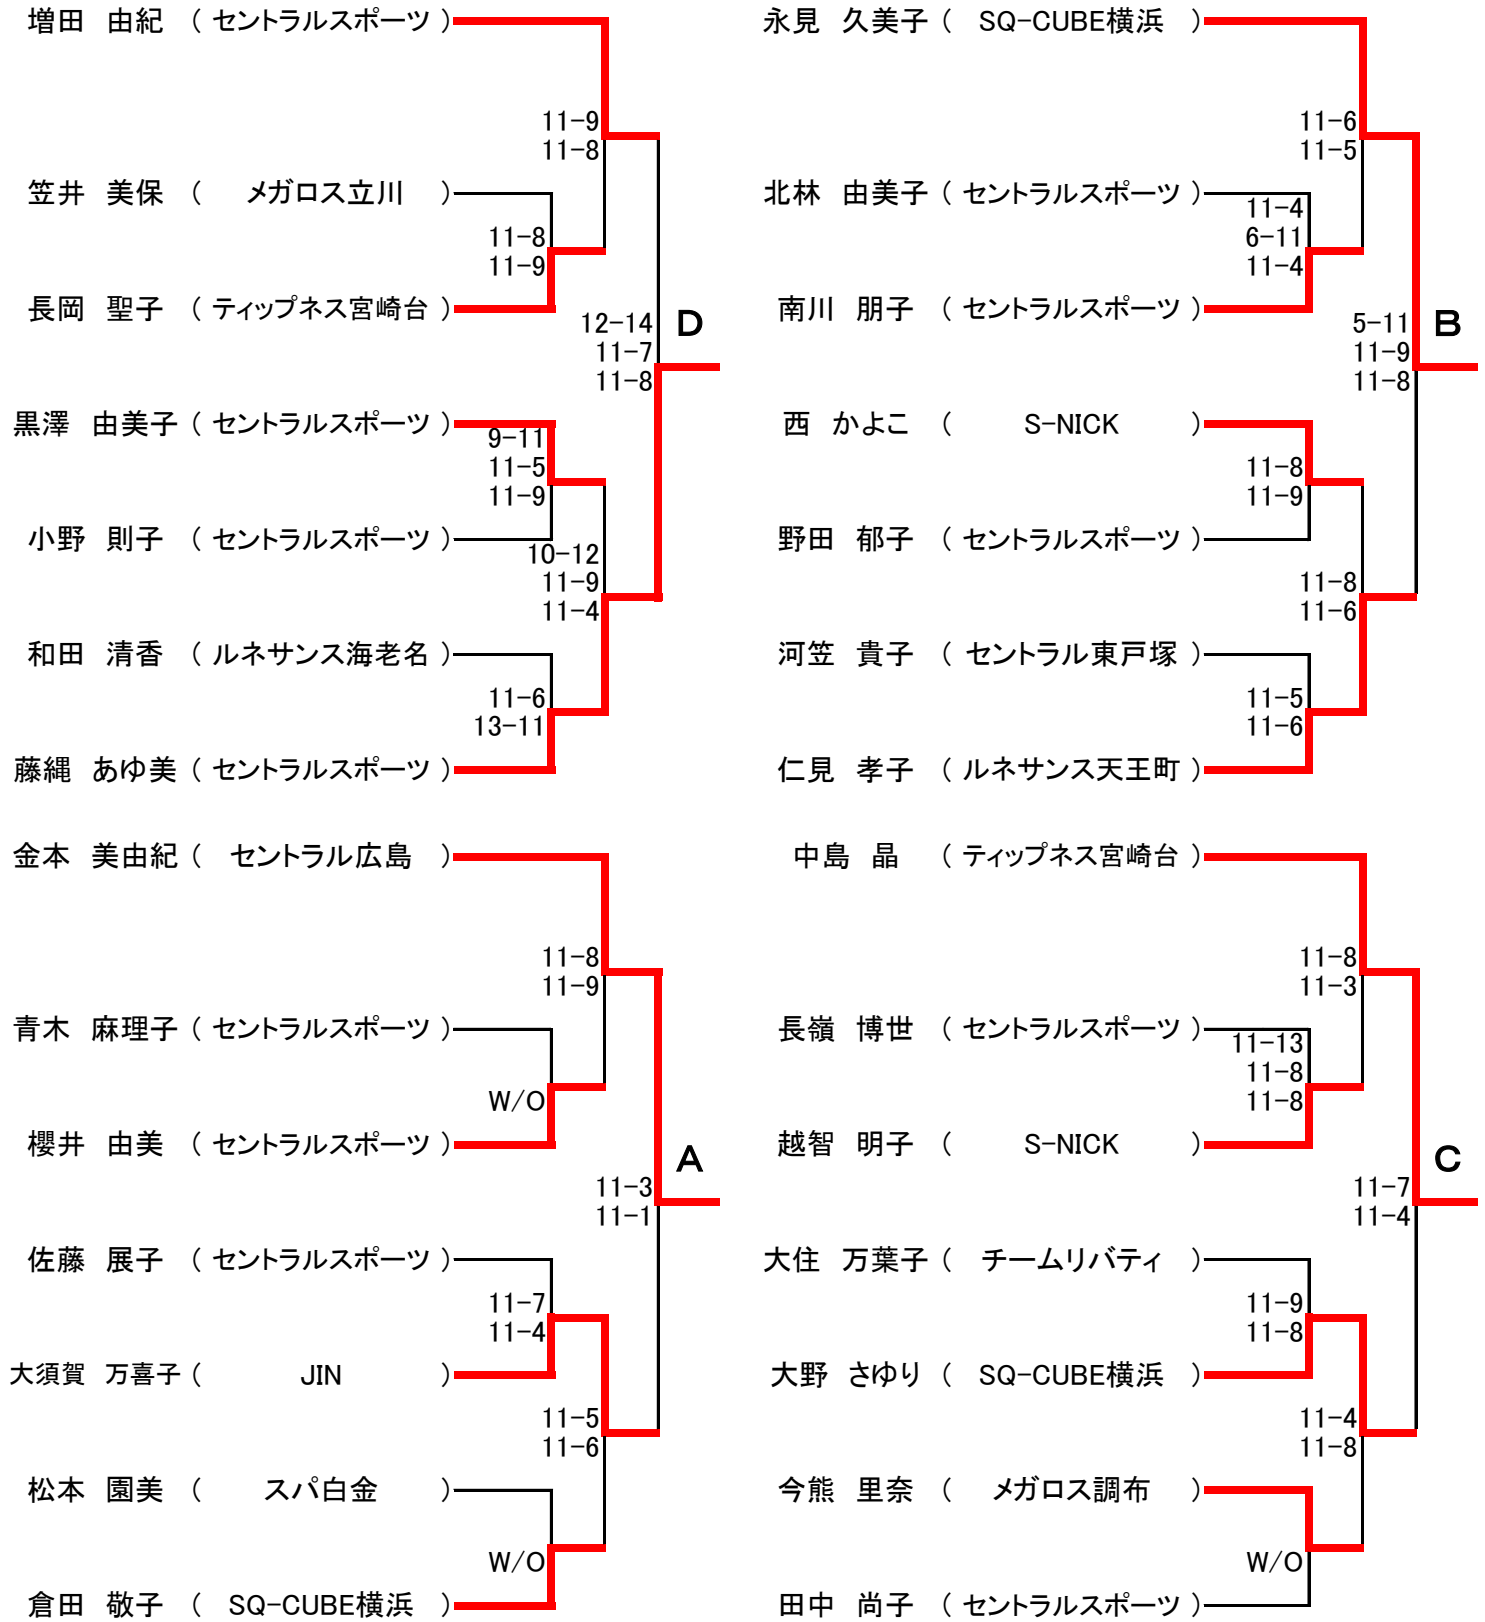 増田 由紀 ( セントラルスポーツ )
11-9
11-8
笠井 美保 ( メガロス立川 )
11-8
11-9
長岡 聖子 ( ティップネス宮崎台 )
12-14
11-7
11-8
D
黒澤 由美子 ( セントラルスポーツ )
9-11
11-5
11-9
小野 則子 ( セントラルスポーツ )
10-12
11-9
11-4
和田 清香 ( ルネサンス海老名 )
11-6
13-11
藤縄 あゆ美 ( セントラルスポーツ )
永見 久美子 ( SQ-CUBE横浜 )
11-6
11-5
北林 由美子 ( セントラルスポーツ )
11-4
6-11
11-4
南川 朋子 ( セントラルスポーツ )
5-11
11-9
11-8
B
西 かよこ ( S-NICK )
11-8
11-9
野田 郁子 ( セントラルスポーツ )
11-8
11-6
河笠 貴子 ( セントラル東戸塚 )
11-5
11-6
仁見 孝子 ( ルネサンス天王町 )
金本 美由紀 ( セントラル広島 )
11-8
11-9
青木 麻理子 ( セントラルスポーツ )
W/O
櫻井 由美 ( セントラルスポーツ )
A
11-3
11-1
佐藤 展子 ( セントラルスポーツ )
11-7
11-4
大須賀 万喜子 ( JIN )
11-5
11-6
松本 園美 ( スパ白金 )
W/O
倉田 敬子 ( SQ-CUBE横浜 )
中島 晶 ( ティップネス宮崎台 )
11-8
11-3
長嶺 博世 ( セントラルスポーツ )
11-13
11-8
11-8
越智 明子 ( S-NICK )
C
11-7
11-4
大住 万葉子 ( チームリバティ )
11-9
11-8
大野 さゆり ( SQ-CUBE横浜 )
11-4
11-8
今熊 里奈 ( メガロス調布 )
W/O
田中 尚子 ( セントラルスポーツ )